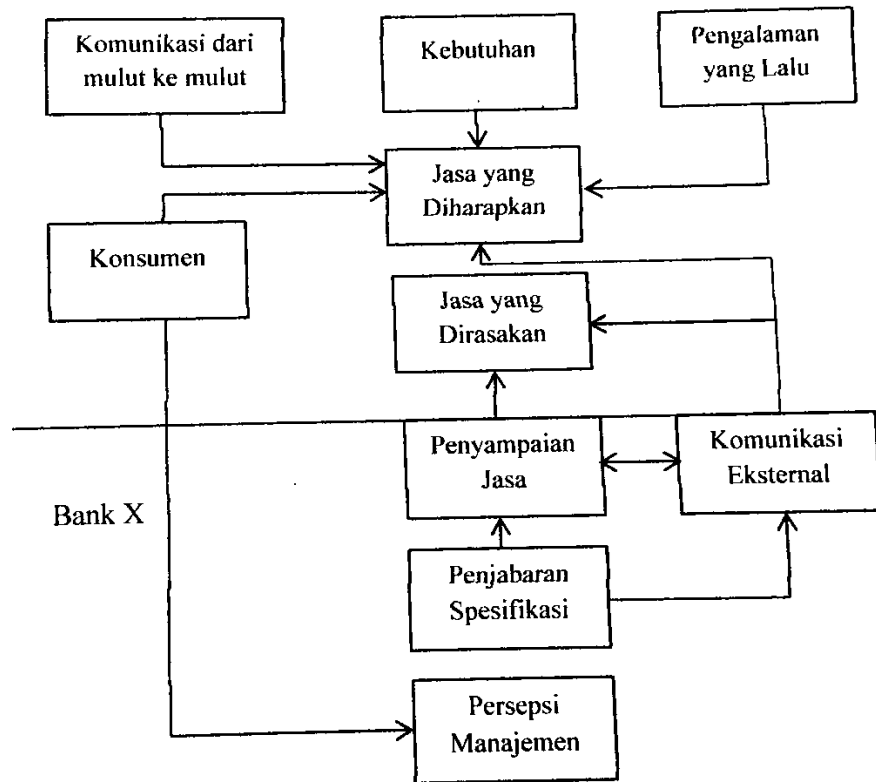 Komunikasi dari
mulut ke mulut
Kebutuhan
Pengalaman
yang Lalu
Jasa yang
Diharapkan
Konsumen
Jasa yang
Dirasakan
Penyampaian
Jasa
Komunikasi
Eksternal
Bank X
Penjabaran
Spesifikasi
Persepsi
Manajemen